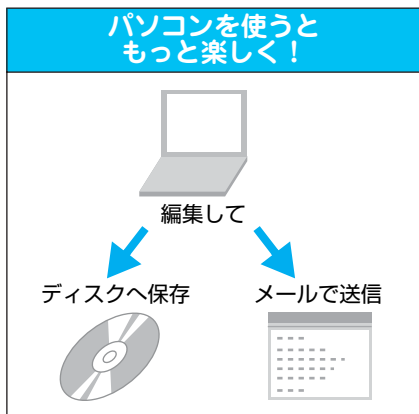 パソコンを使うと
もっと楽しく！
編集して
ディスクへ保存
メールで送信